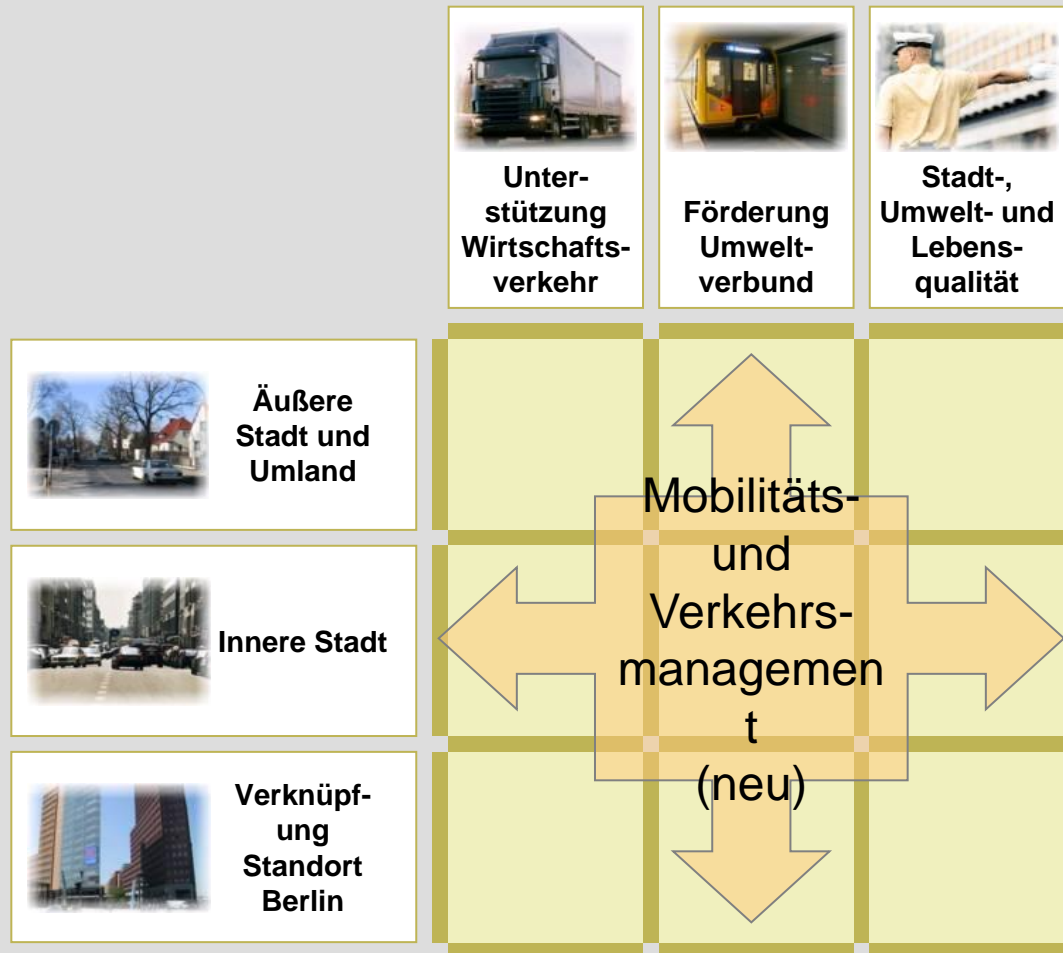 Unter-
stützung
Wirtschafts-
verkehr
Förderung
Umwelt-
verbund
Stadt-,
Umwelt- und
Lebens-
qualität
Äußere
Stadt und
Umland
Innere Stadt
Verknüpf-
ung
Standort
Berlin
Mobilitäts-
und
Verkehrs-
managemen
t
(neu)